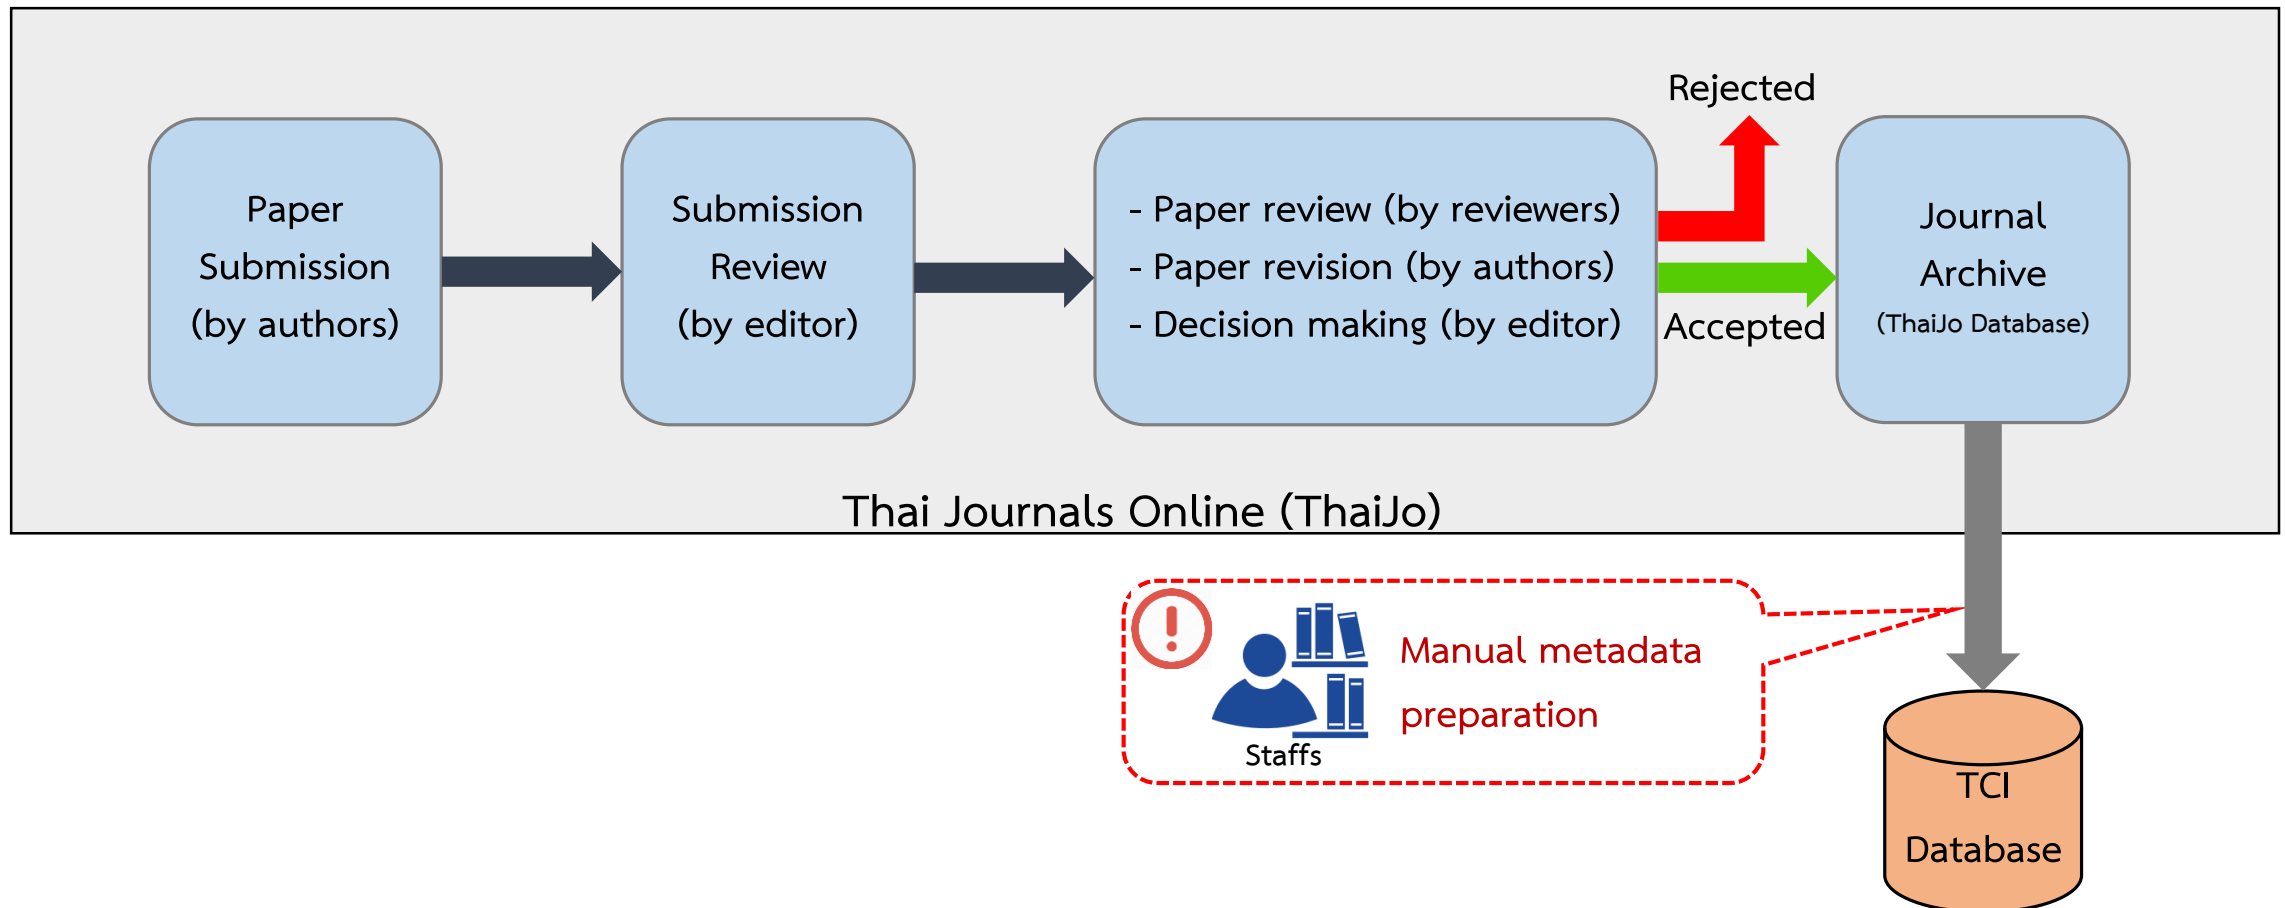 Paper
Submission
(by authors)
Submission
Review
(by editor)
- Paper review (by reviewers)
- Paper revision (by authors)
- Decision making (by editor)
Rejected
Accepted
Journal
Archive
(ThaiJo Database)
Thai Journals Online (ThaiJo)
Manual metadata
preparation
Staffs
TCI
Database